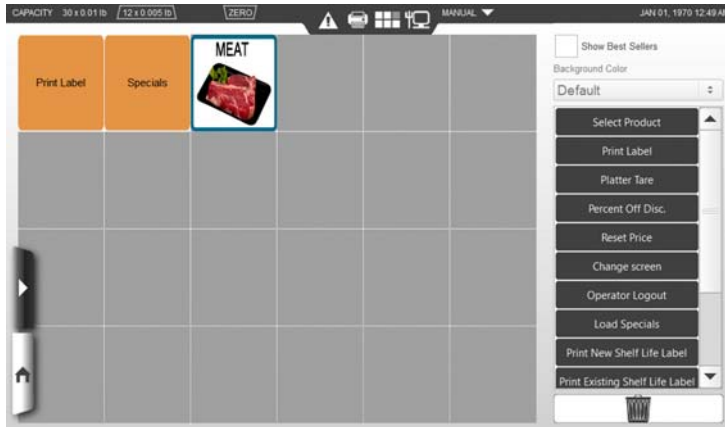 CAPACITY 30 x 0.01 lb 12 x 0.005 lb ZERO MANUAL JAN 01, 1970 12:49 AM
Print Label
Specials
MEAT
Show Best Sellers
Background Color
Default
Select Product
Print Label
Platter Tare
Percent Off Disc.
Reset Price
Change screen
Operator Logout
Load Specials
Print New Shelf Life Label
Print Existing Shelf Life Label